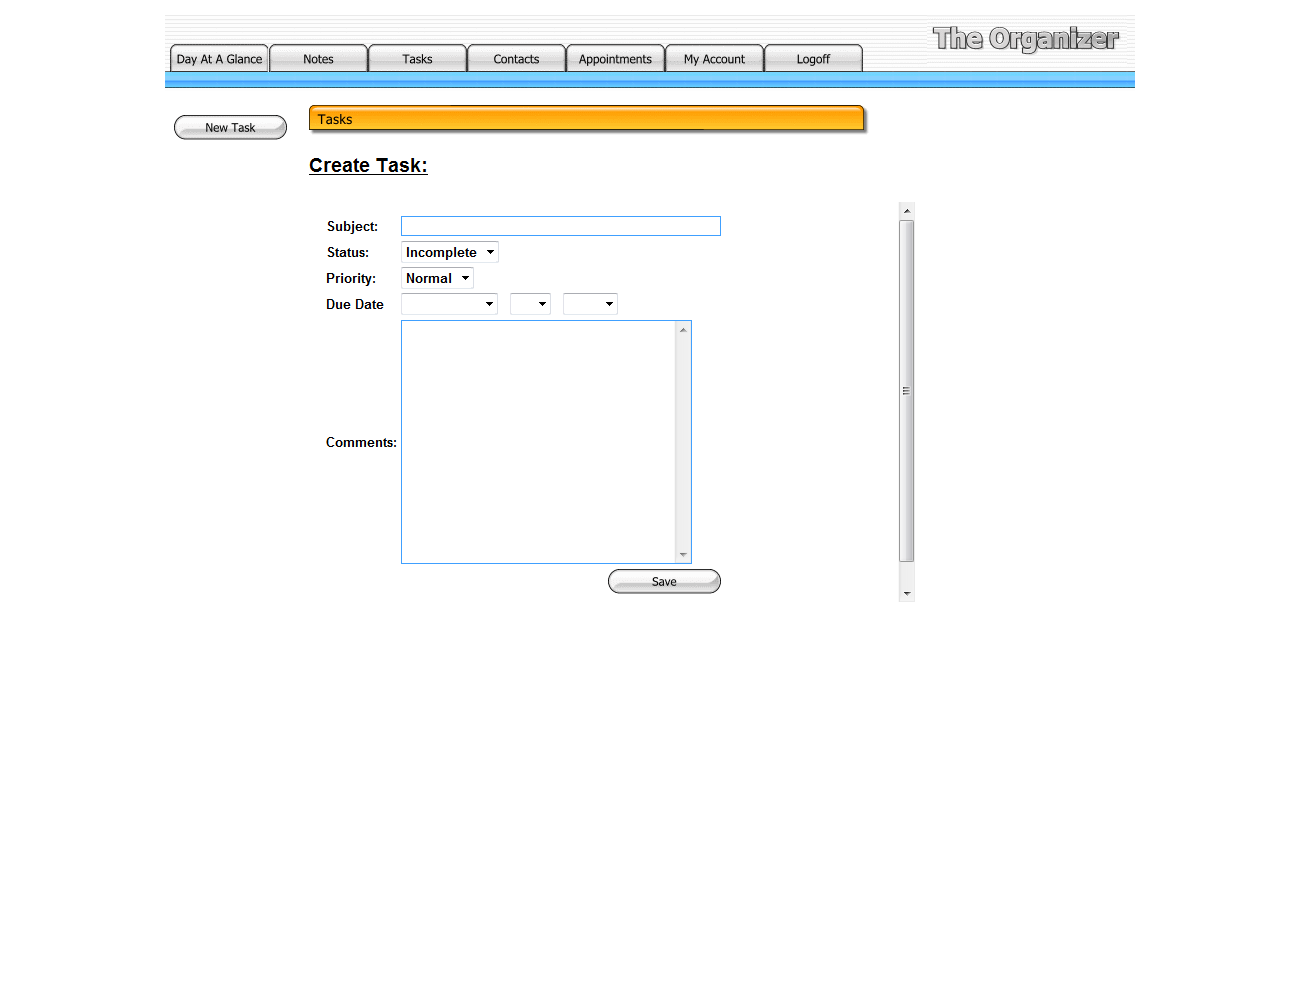 The Organizer
Day At A Glance Notes Tasks Contacts Appointments My Account Logoff
New Task
Tasks
Create Task:
Subject:
Status: Incomplete
Priority: Normal
Due Date
Comments:
Save